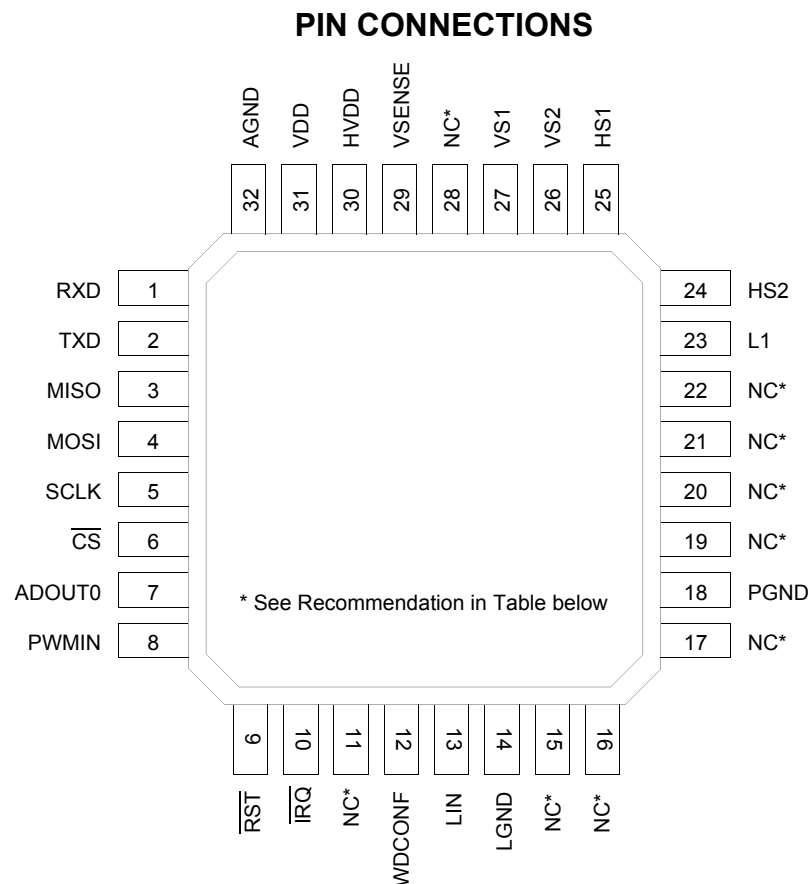 PIN CONNECTIONS
AGND
VDD
HVDD
VSENSE
NC*
VS1
VS2
HS1
32
31
30
29
28
27
26
25
RXD 1
TXD 2
MISO 3
MOSI 4
SCLK 5
C̅S̅ 6
ADOUT0 7
PWMIN 8
24 HS2
23 L1
22 NC*
21 NC*
20 NC*
19 NC*
18 PGND
17 NC*
* See Recommendation in Table below
9
10
11
12
13
14
15
16
R̅S̅T̅
I̅R̅Q̅
NC*
WDCONF
LIN
LGND
NC*
NC*